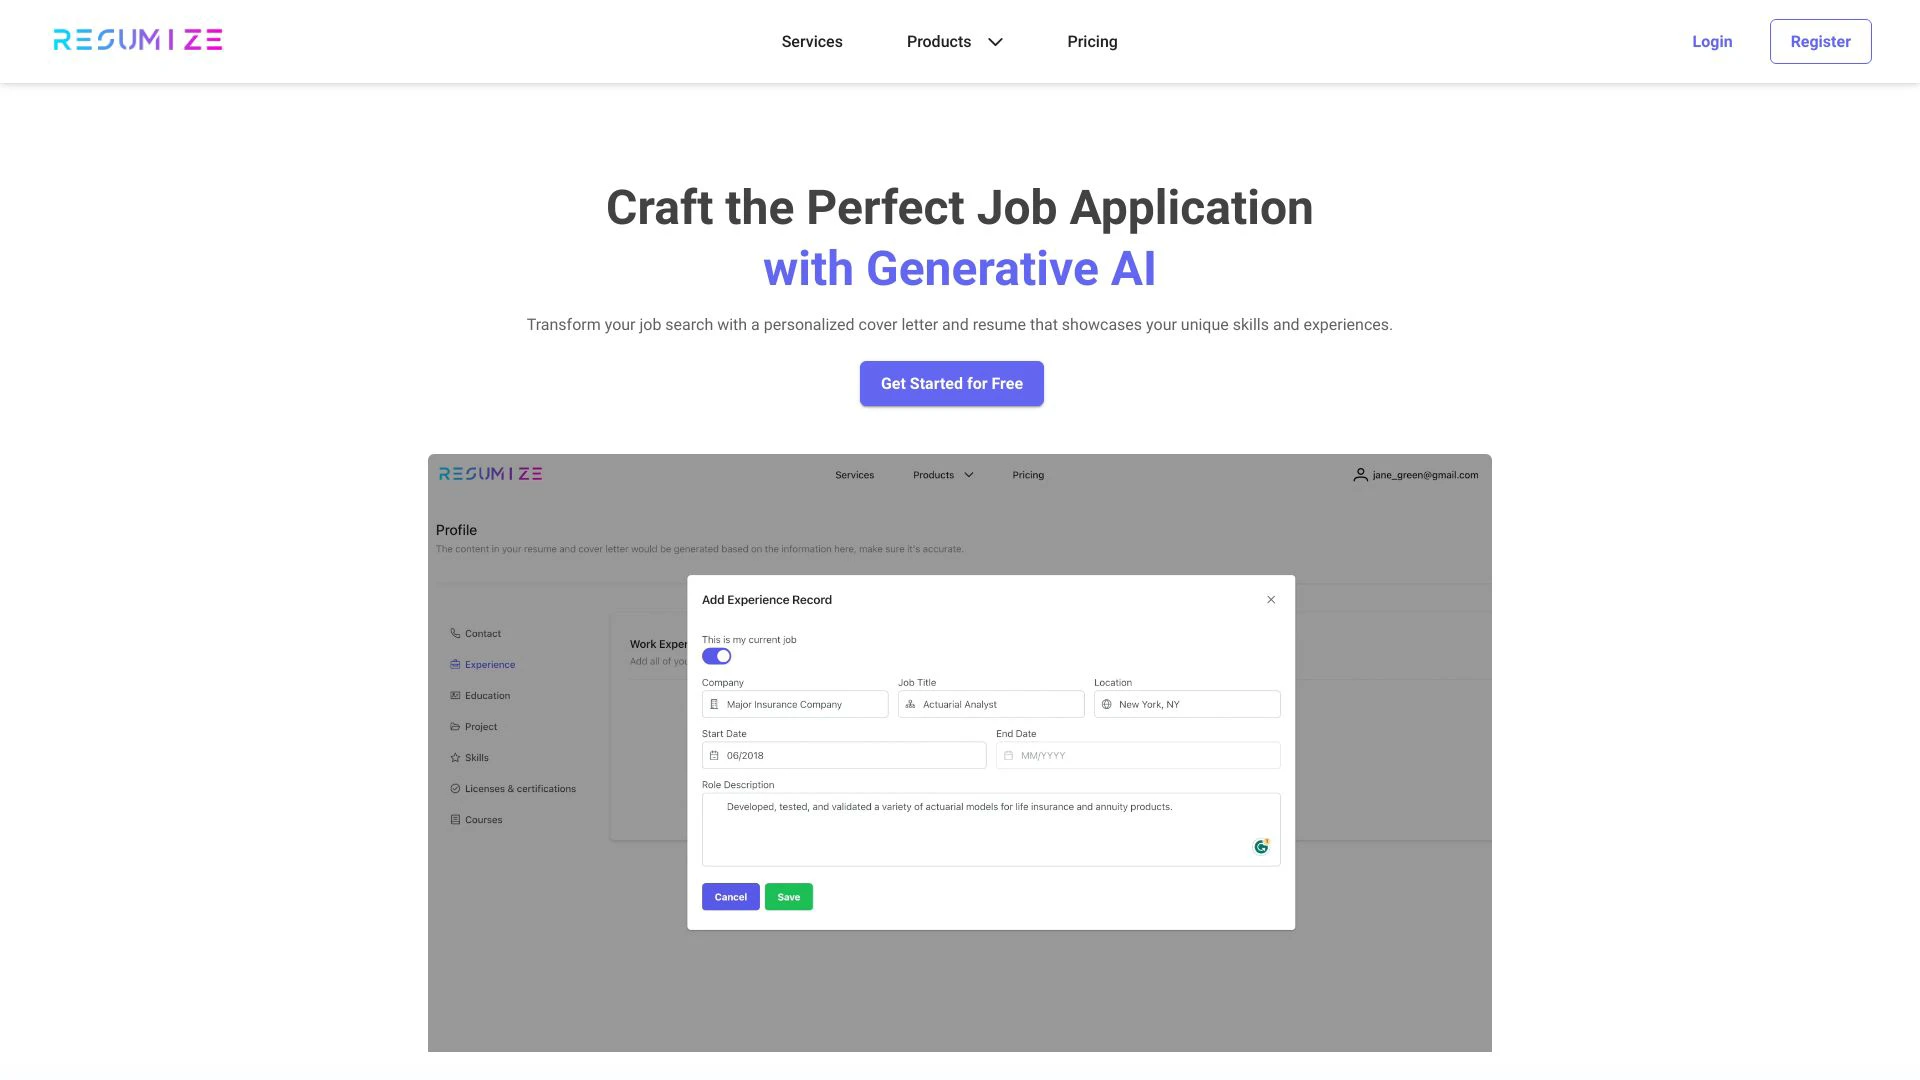 RESUMIZE
Services
Products
Pricing
Login
Register
Craft the Perfect Job Application
with Generative AI
Transform your job search with a personalized cover letter and resume that showcases your unique skills and experiences.
Get Started for Free
RESUMIZE
Services
Products
Pricing
jane_green@gmail.com
Profile
The content in your resume and cover letter would be generated based on the information here, make sure it's accurate.
Contact
Experience
Education
Project
Skills
Licenses & certifications
Courses
Work Exper
Add all of you
Add Experience Record
This is my current job
Company
Job Title
Location
Major Insurance Company
Actuarial Analyst
New York, NY
Start Date
End Date
06/2018
MM/YYYY
Role Description
Developed, tested, and validated a variety of actuarial models for life insurance and annuity products.
Cancel
Save